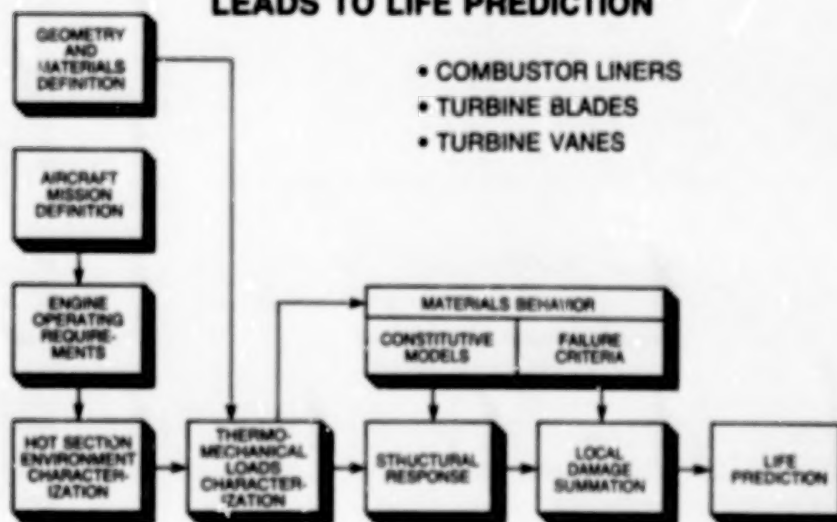 LEADS TO LIFE PREDICTION
GEOMETRY
AND
MATERIALS
DEFINITION
• COMBUSTOR LINERS
• TURBINE BLADES
• TURBINE VANES
AIRCRAFT
MISSION
DEFINITION
ENGINE
OPERATING
REQUIRE-
MENTS
MATERIALS BEHAVIOR
CONSTITUTIVE
MODELS
FAILURE
CRITERIA
HOT SECTION
ENVIRONMENT
CHARACTER-
IZATION
THERMO-
MECHANICAL
LOADS
CHARACTER-
IZATION
STRUCTURAL
RESPONSE
LOCAL
DAMAGE
SUMMATION
LIFE
PREDICTION